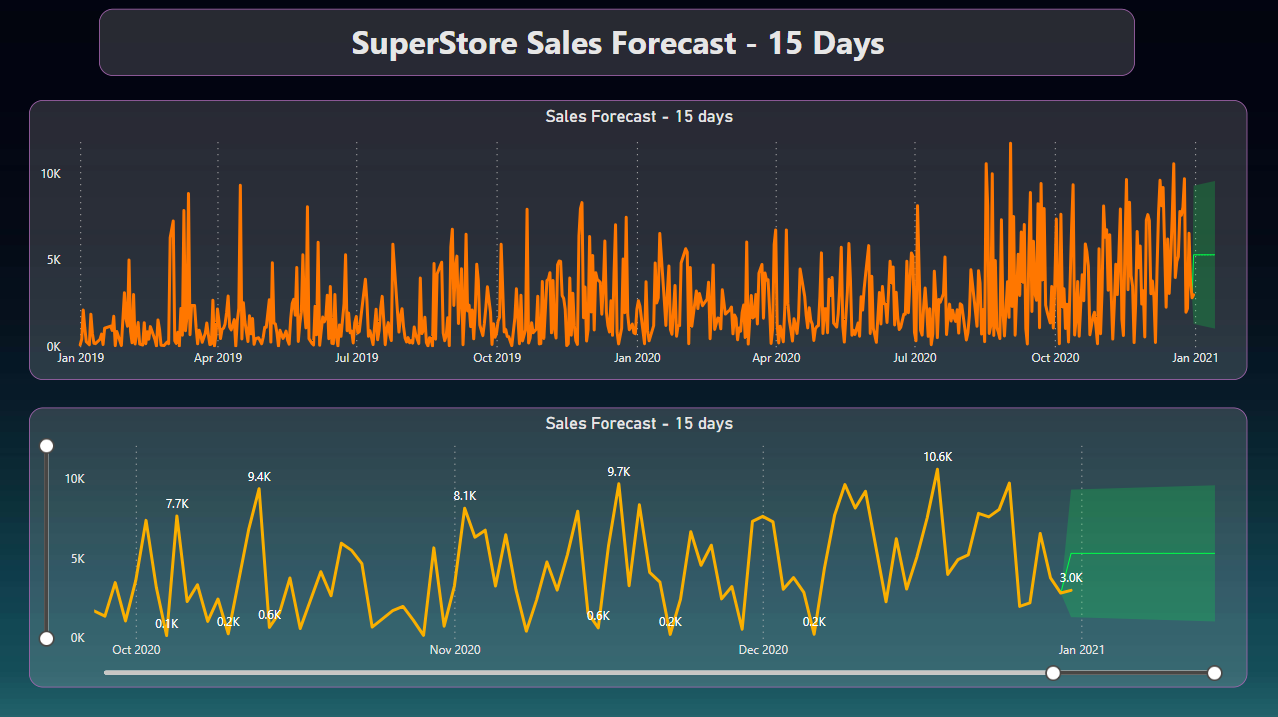 SuperStore Sales Forecast - 15 Days
Sales Forecast - 15 days
10K
5K
0K
Jan 2019 Apr 2019 Jul 2019 Oct 2019 Jan 2020 Apr 2020 Jul 2020 Oct 2020 Jan 2021
Sales Forecast - 15 days
10.6K
9.7K
9.4K
10K
8.1K
7.7K
5K
3.0K
0.6K 0.6K
0.1K 0.2K 0.2K 0.2K
0K
Oct 2020 Nov 2020 Dec 2020 Jan 2021